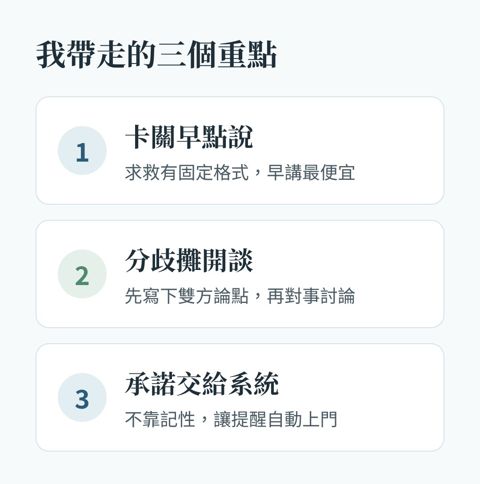 我帶走的三個重點
1
卡關早點說
求救有固定格式，早講最便宜
2
分歧攤開談
先寫下雙方論點，再對事討論
3
承諾交給系統
不靠記性，讓提醒自動上門